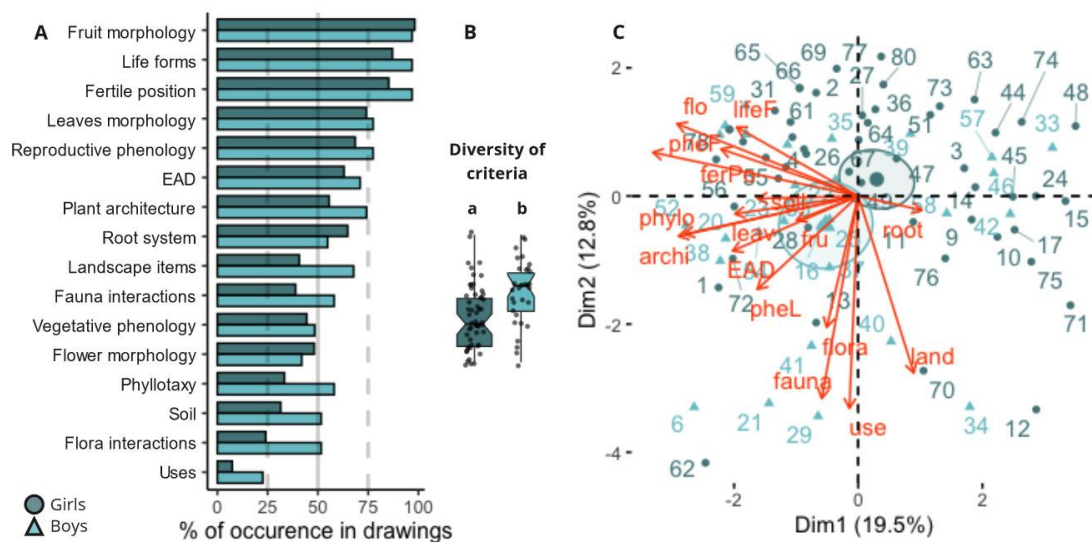 A
Fruit morphology
Life forms
Fertile position
Leaves morphology
Reproductive phenology
EAD
Plant architecture
Root system
Landscape items
Fauna interactions
Vegetative phenology
Flower morphology
Phyllotaxy
Soil
Flora interactions
Uses
0 25 50 75 100
% of occurence in drawings
Girls
Boys
B
Diversity of
criteria
a b
C
Dim2 (12.8%)
2
0
-2
-4
-2 0 2
Dim1 (19.5%)
65 69 77 80 63 74
66 27
59 31 2 73 44 48
flo lifeF 61 36 57 33
35 64 51
78 39 45
26 47 3
56 46 24
52 20 14 15
phylo soil 8 42
leav fru root 17
archi 28 11 9 10
38 EAD 16 76 75
1 72 pheL 13 71
40
flora
41 land
fauna 70
6 21 29 use 34 12
62